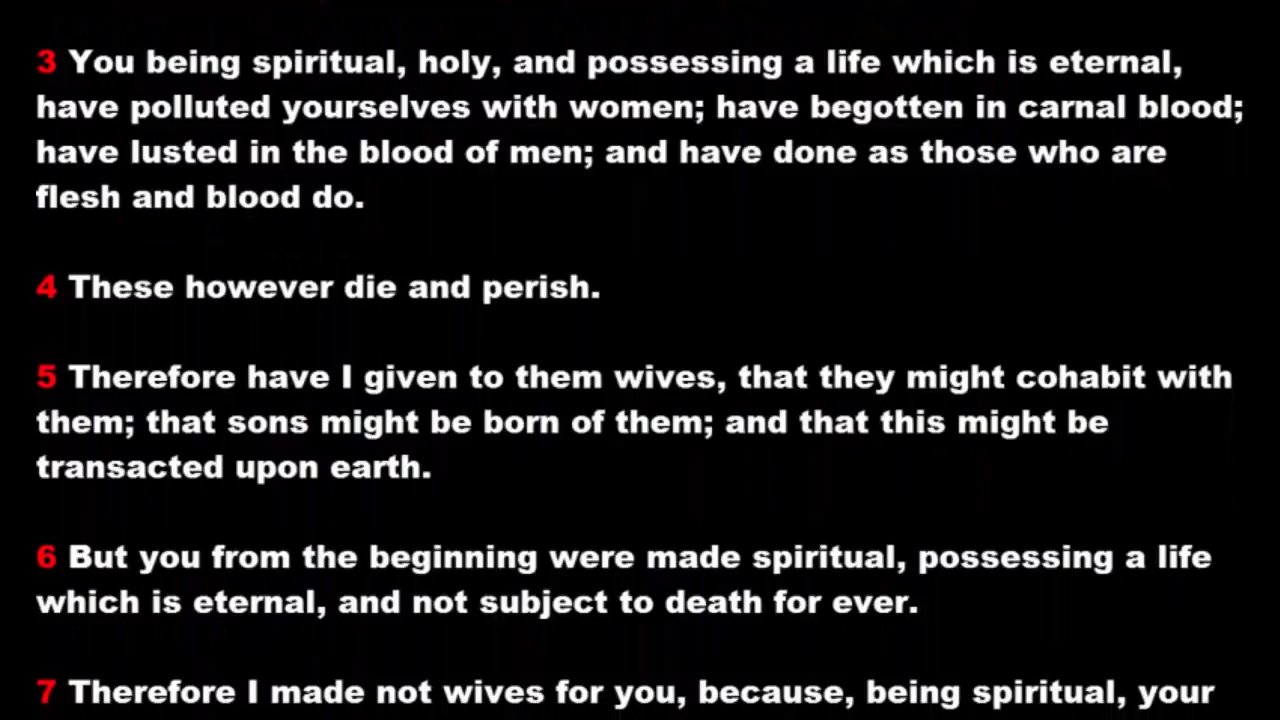 3 You being spiritual, holy, and possessing a life which is eternal,
have polluted yourselves with women; have begotten in carnal blood;
have lusted in the blood of men; and have done as those who are
flesh and blood do.
4 These however die and perish.
5 Therefore have I given to them wives, that they might cohabit with
them; that sons might be born of them; and that this might be
transacted upon earth.
6 But you from the beginning were made spiritual, possessing a life
which is eternal, and not subject to death for ever.
7 Therefore I made not wives for you, because, being spiritual, your